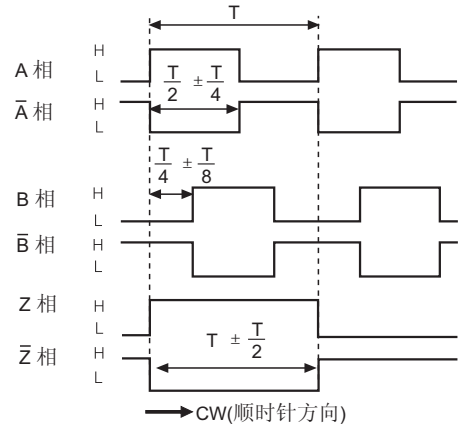 T
A 相 H
L
T/2 ± T/4
A̅ 相 H
L
T/4 ± T/8
B 相 H
L
B̅ 相 H
L
Z 相 H
L
T ± T/2
Z̅ 相 H
L
CW(顺时针方向)